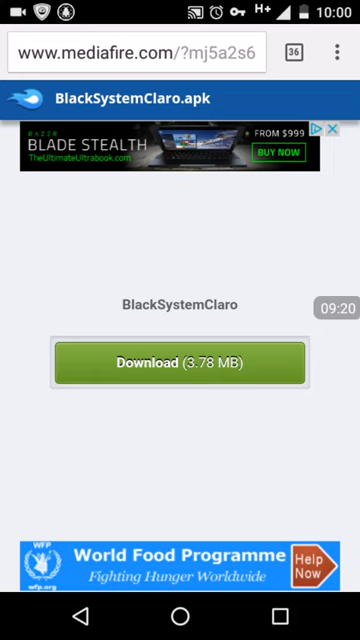 H+ 10:00
www.mediafire.com/?mj5a2s6 36
BlackSystemClaro.apk
RAZER
BLADE STEALTH
TheUltimateUltrabook.com
FROM $999
BUY NOW
BlackSystemClaro
09:20
Download (3.78 MB)
WFP
wfp.org
World Food Programme
Fighting Hunger Worldwide
Help
Now